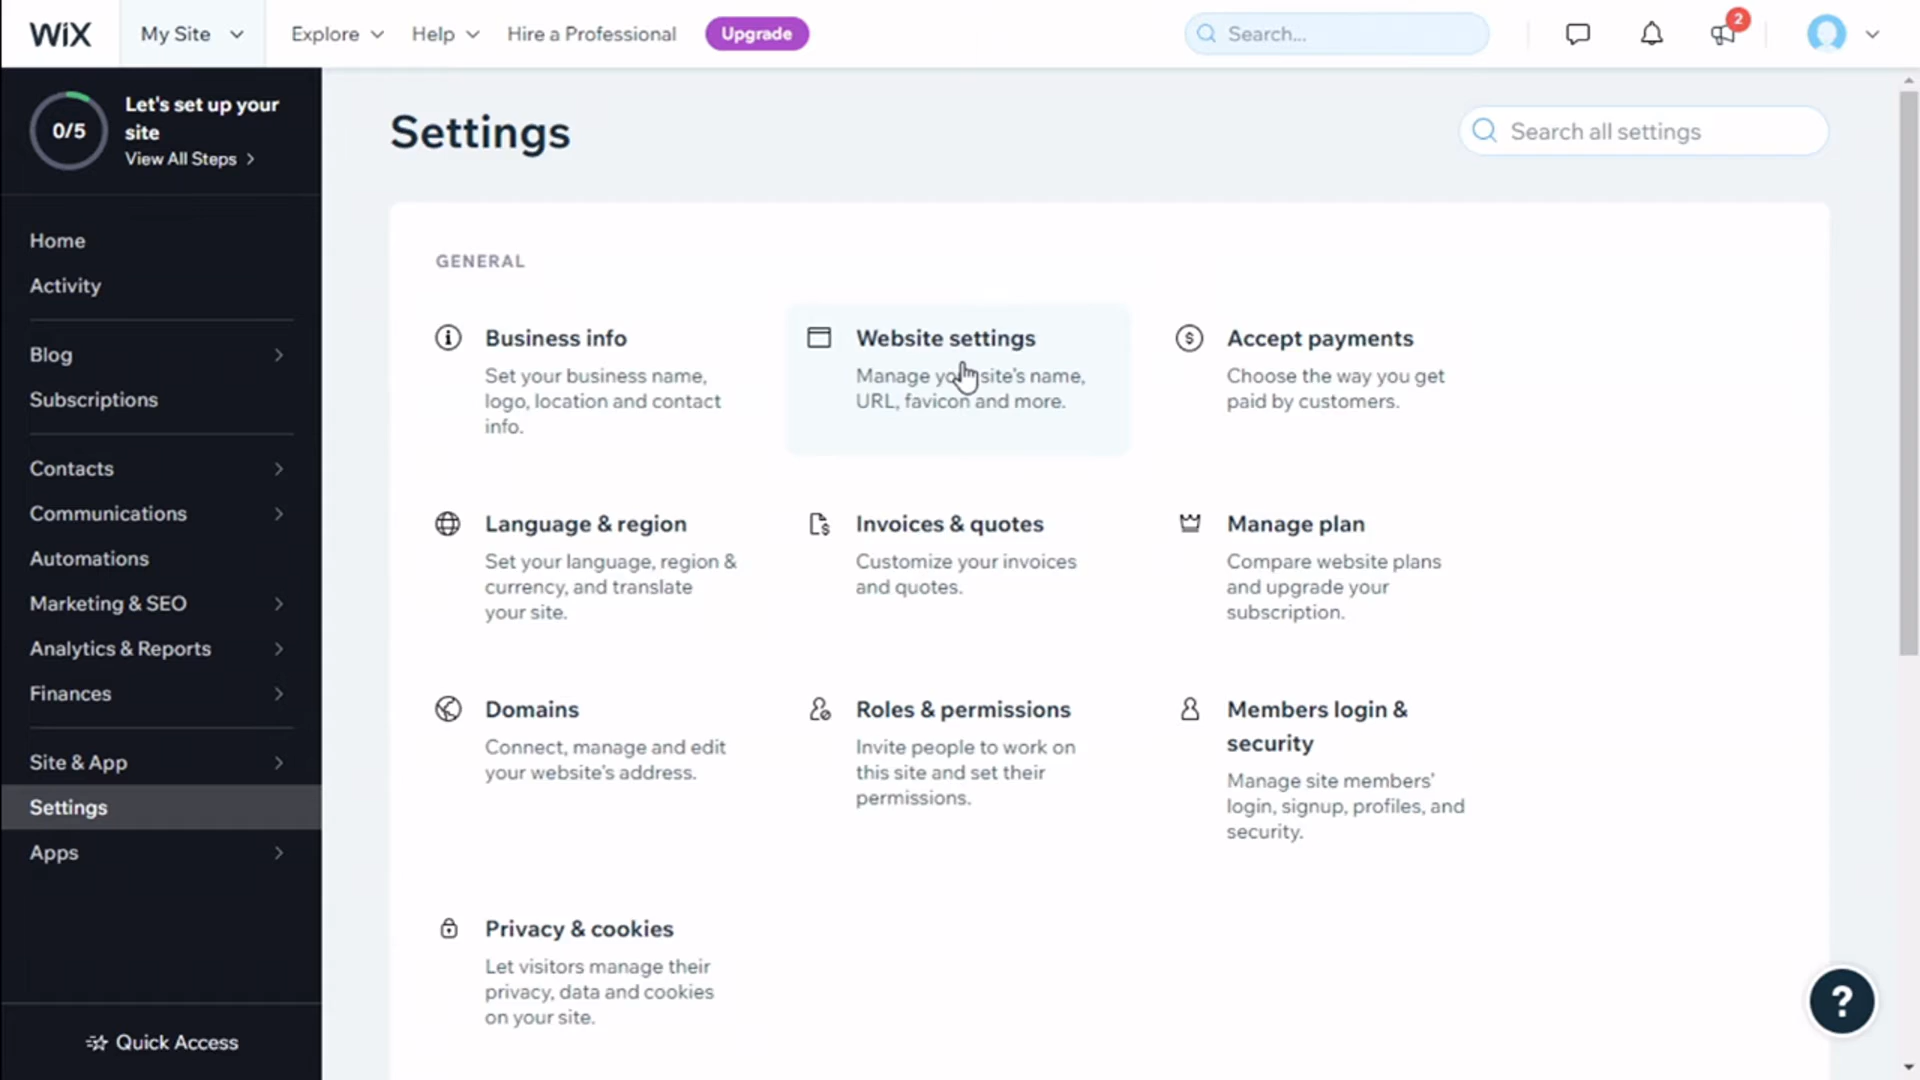 WiX
My Site
Explore
Help
Hire a Professional
Upgrade
Search...
2
0/5
Let's set up your
site
View All Steps
Home
Activity
Blog
Subscriptions
Contacts
Communications
Automations
Marketing & SEO
Analytics & Reports
Finances
Site & App
Settings
Apps
Quick Access
Settings
Search all settings
GENERAL
Business info
Set your business name,
logo, location and contact
info.
Website settings
Manage yo site's name,
URL, favicon and more.
Accept payments
Choose the way you get
paid by customers.
Language & region
Set your language, region &
currency, and translate
your site.
Invoices & quotes
Customize your invoices
and quotes.
Manage plan
Compare website plans
and upgrade your
subscription.
Domains
Connect, manage and edit
your website's address.
Roles & permissions
Invite people to work on
this site and set their
permissions.
Members login &
security
Manage site members'
login, signup, profiles, and
security.
Privacy & cookies
Let visitors manage their
privacy, data and cookies
on your site.
?